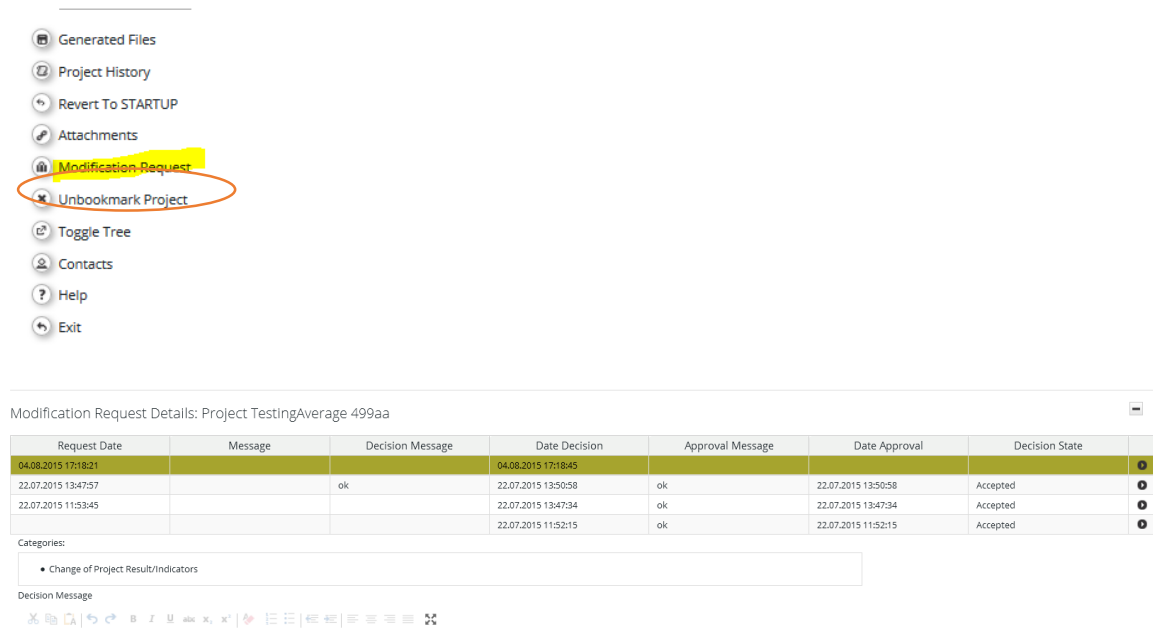 Generated Files
Project History
Revert To STARTUP
Attachments
Modification Request
Unbookmark Project
Toggle Tree
Contacts
Help
Exit
Modification Request Details: Project TestingAverage 499aa
Request Date Message Decision Message Date Decision Approval Message Date Approval Decision State
04.08.2015 17:18:21 04.08.2015 17:18:45
22.07.2015 13:47:57 ok 22.07.2015 13:50:58 ok 22.07.2015 13:50:58 Accepted
22.07.2015 11:53:45 22.07.2015 13:47:34 ok 22.07.2015 13:47:34 Accepted
22.07.2015 11:52:15 ok 22.07.2015 11:52:15 Accepted
Categories:
• Change of Project Result/Indicators
Decision Message
B I U abc x, x'